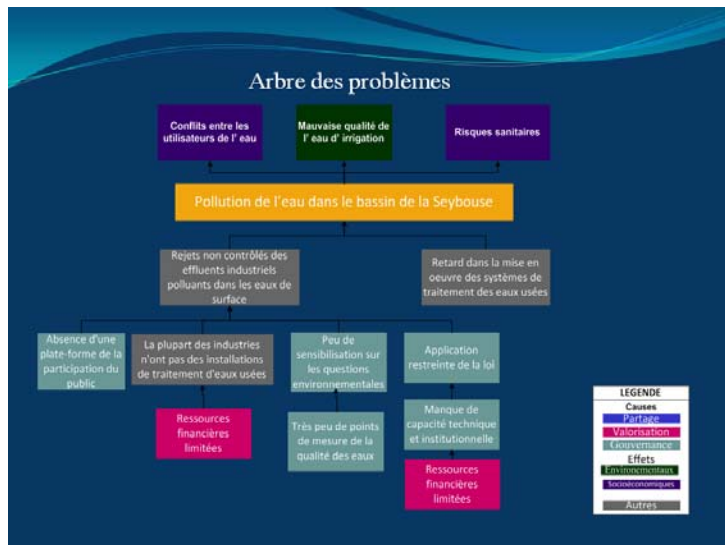 Arbre des problèmes
Conflits entre les
utilisateurs de l' eau
Mauvaise qualité de
l' eau d' irrigation
Risques sanitaires
Pollution de l'eau dans le bassin de la Seybouse
Rejets non contrôlés des
effluents industriels
polluants dans les eaux de
surface
Retard dans la mise en
oeuvre des systèmes de
traitement des eaux usées
Absence d'une
plate-forme de la
participation du
public
La plupart des industries
n'ont pas des installations
de traitement d'eaux usées
Peu de
sensibilisation sur
les questions
environnementales
Application
restreinte de la loi
Ressources
financières
limitées
Très peu de points
de mesure de la
qualité des eaux
Manque de
capacité technique
et institutionnelle
Ressources
financières
limitées
LEGENDE
Causes
Partage
Valorisation
Gouvernance
Effets
Environementaux
Socioéconomiques
Autres